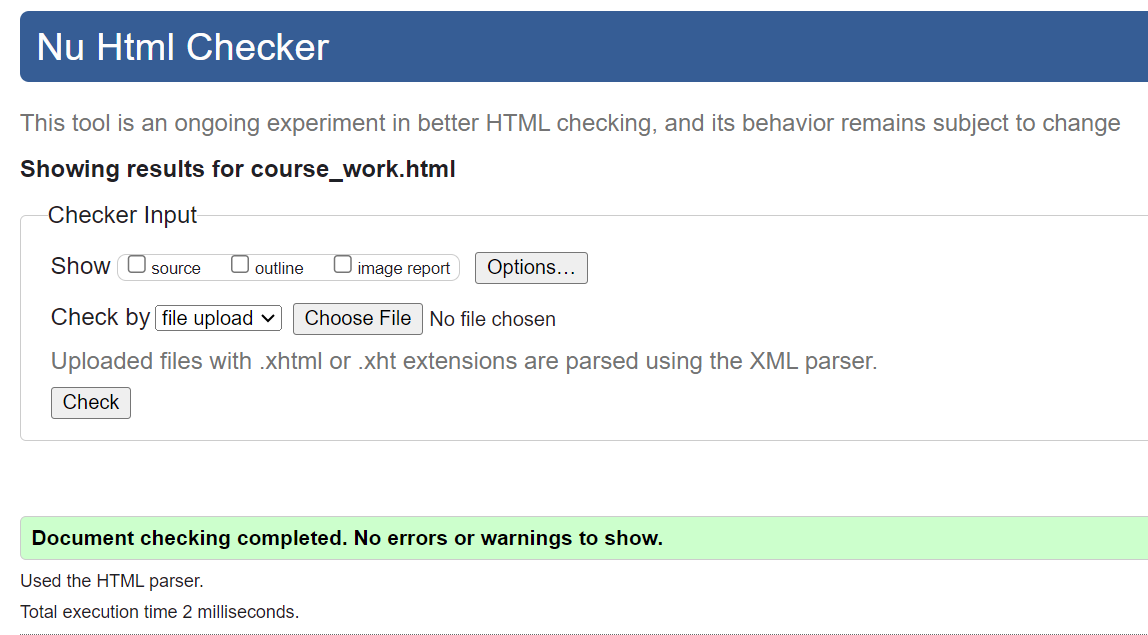 Nu Html Checker
This tool is an ongoing experiment in better HTML checking, and its behavior remains subject to change
Showing results for course_work.html
Checker Input
Show source outline image report Options...
Check by file upload Choose File No file chosen
Uploaded files with .xhtml or .xht extensions are parsed using the XML parser.
Check
Document checking completed. No errors or warnings to show.
Used the HTML parser.
Total execution time 2 milliseconds.